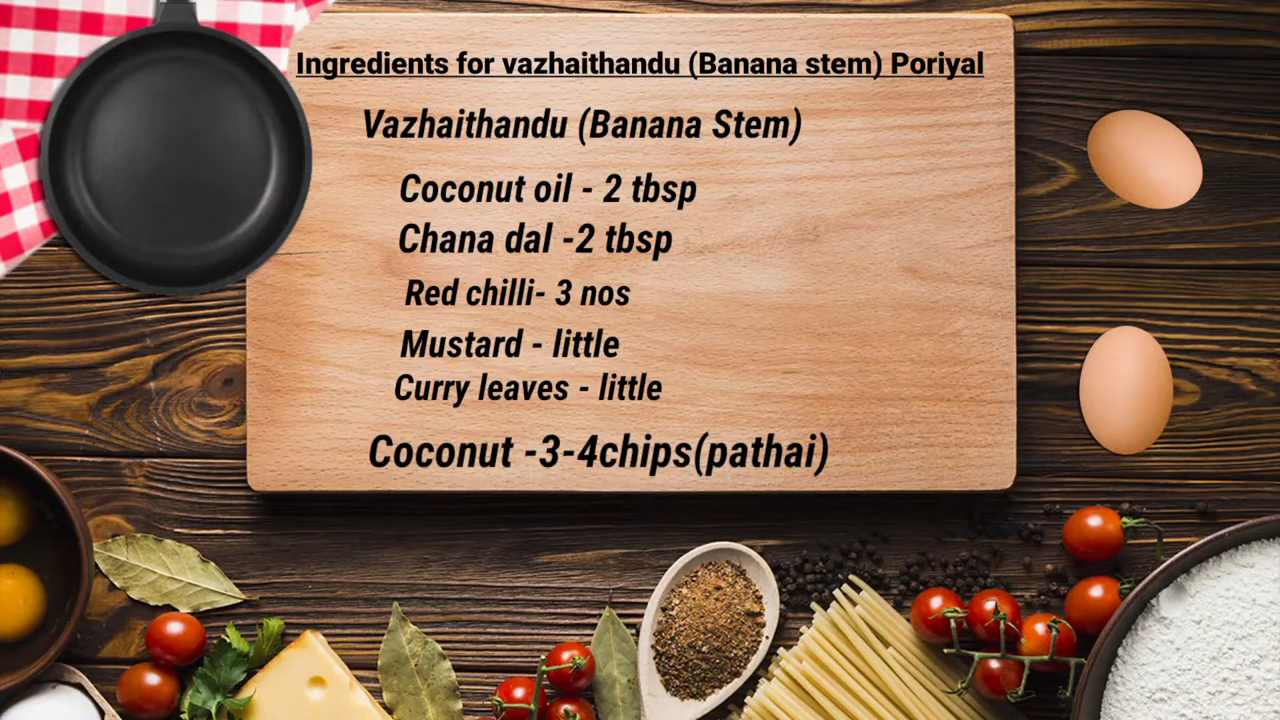 Ingredients for vazhaithandu (Banana stem) Poriyal
Vazhaithandu (Banana Stem)
Coconut oil - 2 tbsp
Chana dal -2 tbsp
Red chilli- 3 nos
Mustard - little
Curry leaves - little
Coconut -3-4chips(pathai)